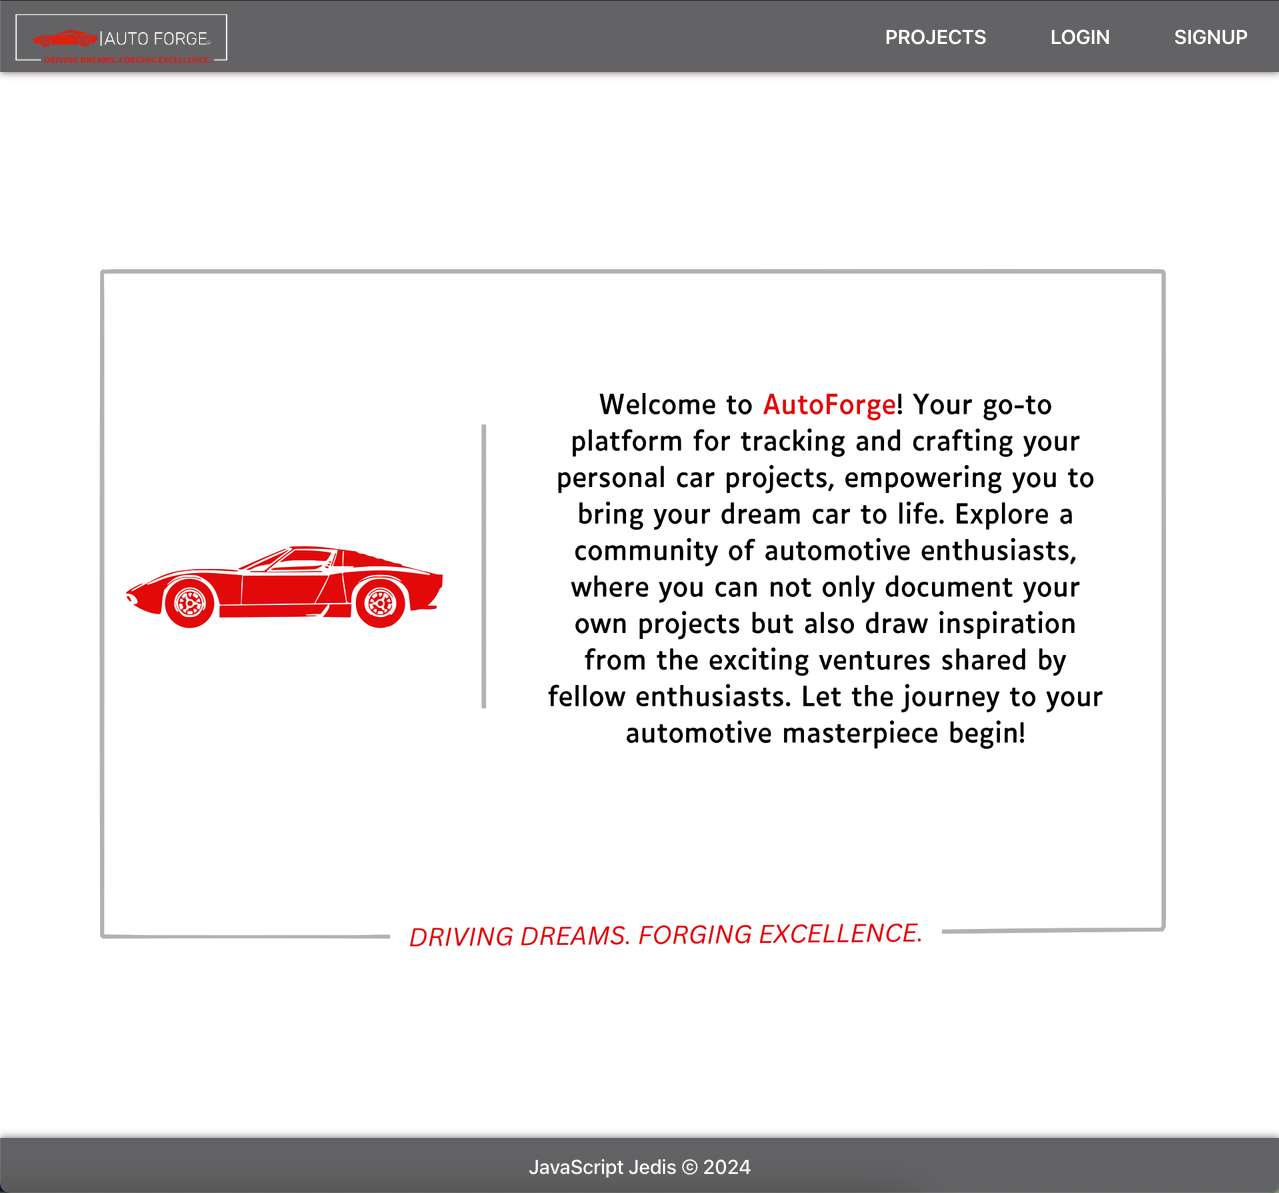 |AUTO FORGE
DRIVING DREAMS. FORGING EXCELLENCE.
PROJECTS
LOGIN
SIGNUP
Welcome to AutoForge! Your go-to
platform for tracking and crafting your
personal car projects, empowering you to
bring your dream car to life. Explore a
community of automotive enthusiasts,
where you can not only document your
own projects but also draw inspiration
from the exciting ventures shared by
fellow enthusiasts. Let the journey to your
automotive masterpiece begin!
DRIVING DREAMS. FORGING EXCELLENCE.
JavaScript Jedis © 2024